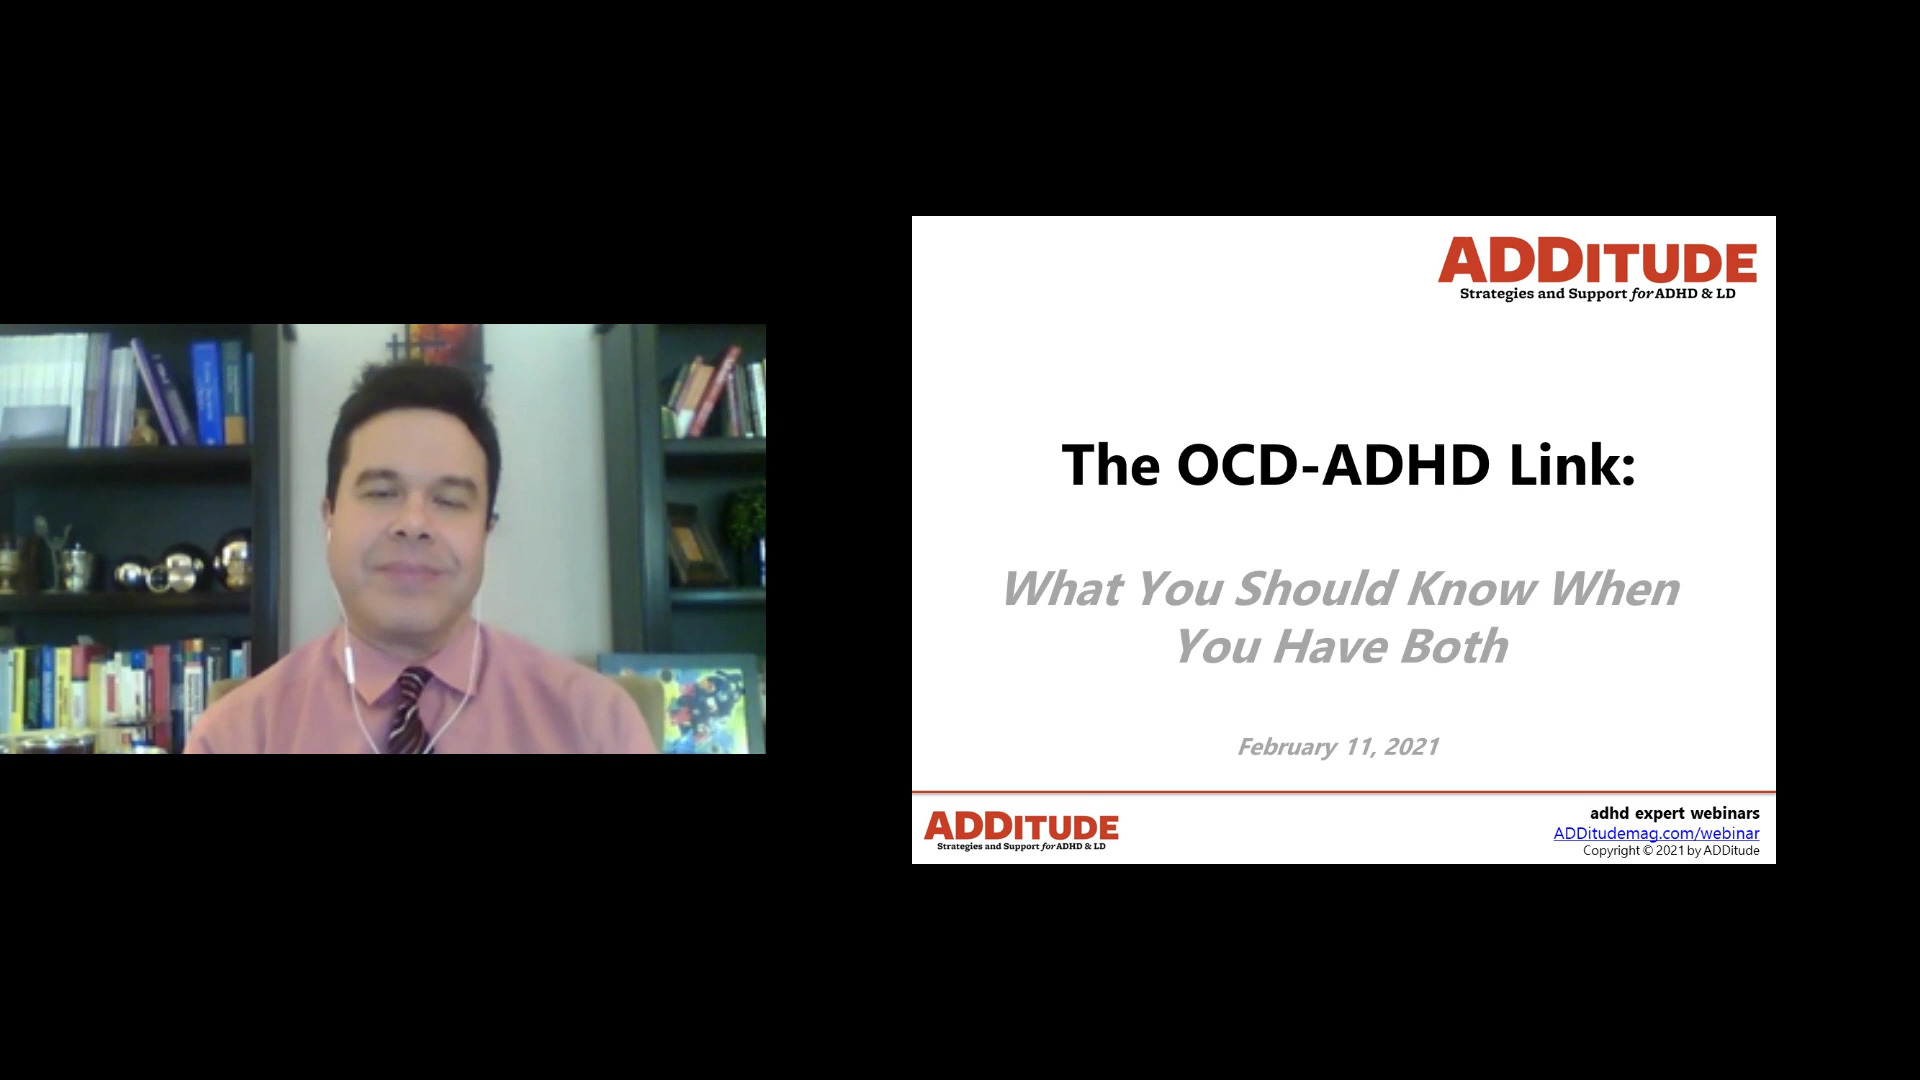 ADDITUDE
Strategies and Support for ADHD & LD
The OCD-ADHD Link:
What You Should Know When
You Have Both
February 11, 2021
ADDITUDE
Strategies and Support for ADHD & LD
adhd expert webinars
ADDitudemag.com/webinar
Copyright © 2021 by ADDitude